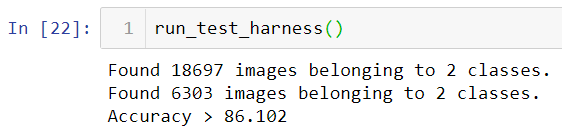 In [22]: 1 run_test_harness()
Found 18697 images belonging to 2 classes.
Found 6303 images belonging to 2 classes.
Accuracy > 86.102